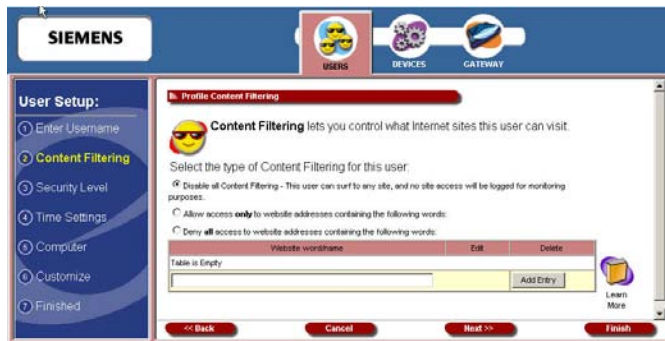 SIEMENS
USERS
DEVICES
GATEWAY
User Setup:
1 Enter Username
2 Content Filtering
3 Security Level
4 Time Settings
5 Computer
6 Customize
7 Finished
Profile Content Filtering
Content Filtering lets you control what Internet sites this user can visit.
Select the type of Content Filtering for this user:
Disable all Content Filtering - This user can surf to any site, and no site access will be logged for monitoring
purposes.
Allow access only to website addresses containing the following words:
Deny all access to website addresses containing the following words:
Website word/name Edit Delete
Table is Empty
Add Entry
Learn
More
<< Back Cancel Next >> Finish